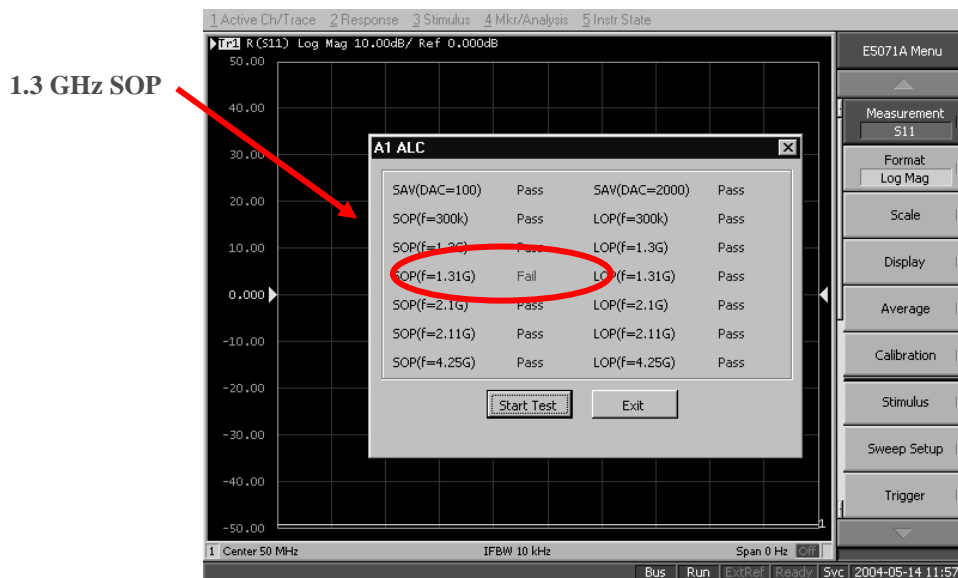 1 Active Ch/Trace 2 Response 3 Stimulus 4 Mkr/Analysis 5 Instr State
Tr1 R(S11) Log Mag 10.00dB/ Ref 0.000dB
50.00
40.00
30.00
20.00
10.00
0.000
-10.00
-20.00
-30.00
-40.00
-50.00
1.3 GHz SOP
A1 ALC
SAV(DAC=100) Pass SAV(DAC=2000) Pass
SOP(f=300k) Pass LOP(f=300k) Pass
SOP(f=1.3G) Pass LOP(f=1.3G) Pass
SOP(f=1.31G) Fail LOP(f=1.31G) Pass
SOP(f=2.1G) Pass LOP(f=2.1G) Pass
SOP(f=2.11G) Pass LOP(f=2.11G) Pass
SOP(f=4.25G) Pass LOP(f=4.25G) Pass
Start Test Exit
1
1 Center 50 MHz IFBW 10 kHz Span 0 Hz Off
E5071A Menu
Measurement
S11
Format
Log Mag
Scale
Display
Average
Calibration
Stimulus
Sweep Setup
Trigger
Bus Run ExtRef Ready Svc 2004-05-14 11:57